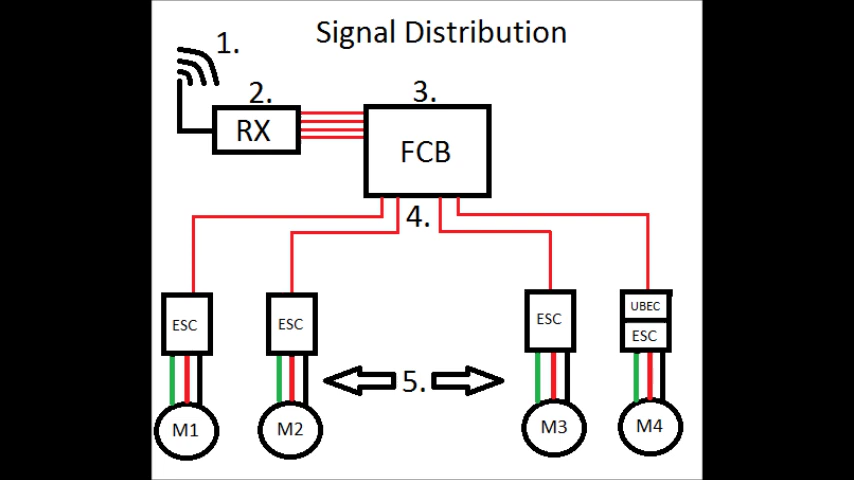 Signal Distribution
1.
2.
3.
RX
FCB
4.
ESC
ESC
ESC
UBEC
ESC
5.
M1
M2
M3
M4